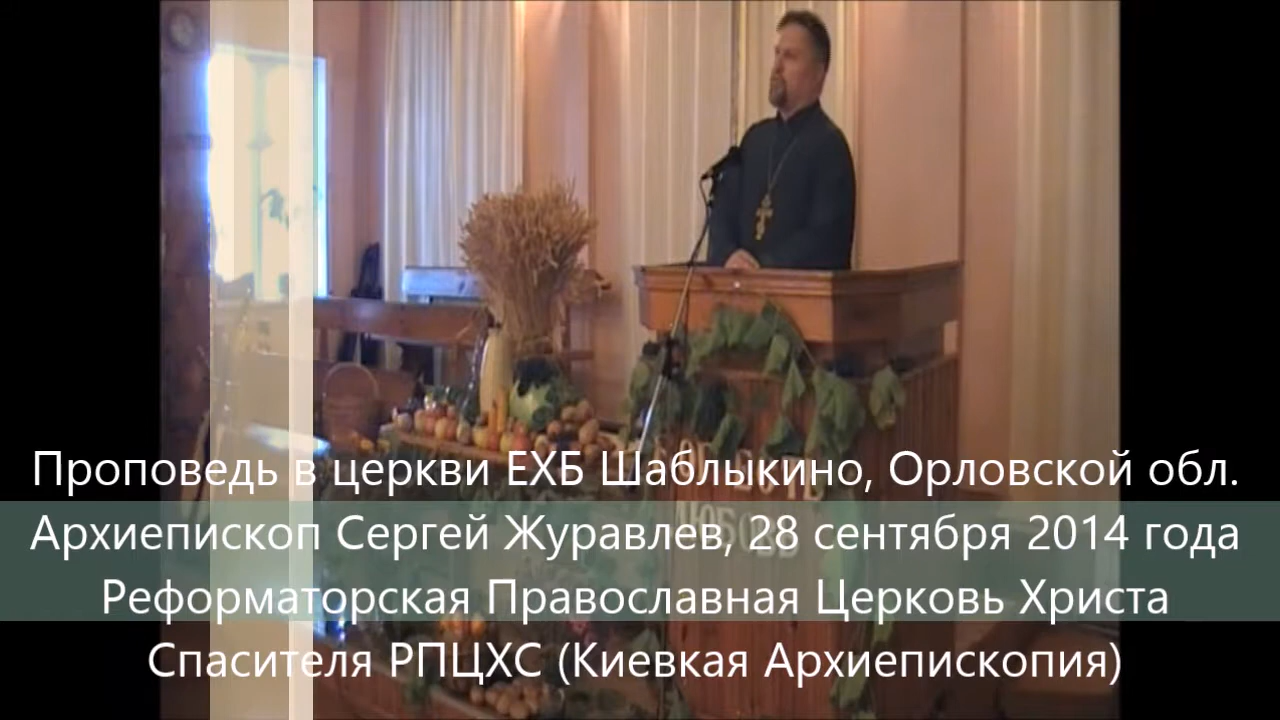 Проповедь в церкви ЕХБ Шаблыкино, Орловской обл.
Архиепископ Сергей Журавлев, 28 сентября 2014 года
Реформаторская Православная Церковь Христа
Спасителя РПЦХС (Киевкая Архиепископия)